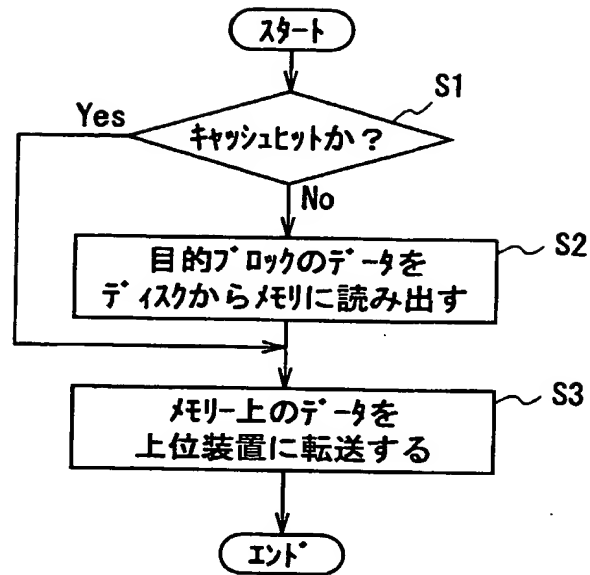 スタート
S1
Yes
キャッシュヒットか？
No
S2
目的ブロックのデータを
ディスクからメモリに読み出す
S3
メモリー上のデータを
上位装置に転送する
エンド